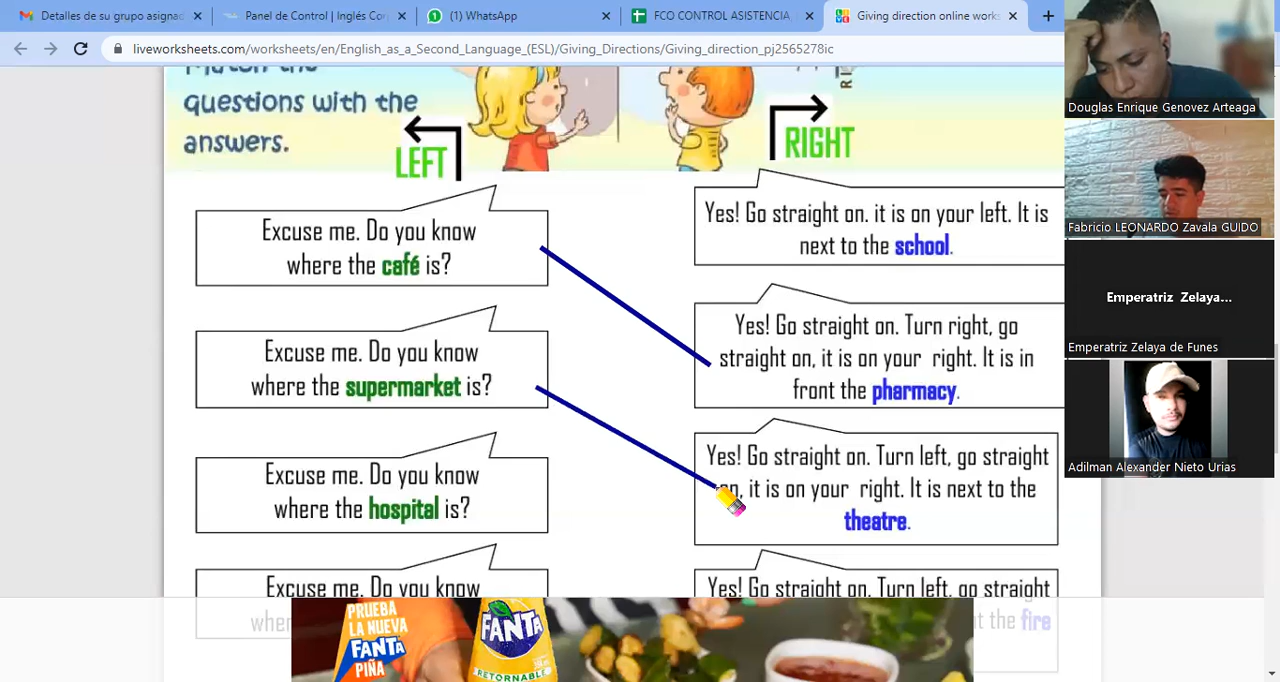 Detalles de su grupo asignad
Panel de Control | Inglés Cor
(1) WhatsApp
FCO CONTROL ASISTENCIA
Giving direction online works
liveworksheets.com/worksheets/en/English_as_a_Second_Language_(ESL)/Giving_Directions/Giving_direction_pj2565278ic
questions with the
answers.
LEFT
RIGHT
Excuse me. Do you know
where the café is?
Excuse me. Do you know
where the supermarket is?
Excuse me. Do you know
where the hospital is?
Excuse me. Do you know
Yes! Go straight on. it is on your left. It is
next to the school.
Yes! Go straight on. Turn right, go
straight on, it is on your right. It is in
front the pharmacy.
Yes! Go straight on. Turn left, go straight
on, it is on your right. It is next to the
theatre.
Yes! Go straight on. Turn left, go straight
the fire
PRUEBA
LA NUEVA
FANTA
PIÑA
FANTA
RETORNABLE
Douglas Enrique Genovez Arteaga
Fabricio LEONARDO Zavala GUIDO
Emperatriz Zelaya...
Emperatriz Zelaya de Funes
Adilman Alexander Nieto Urias